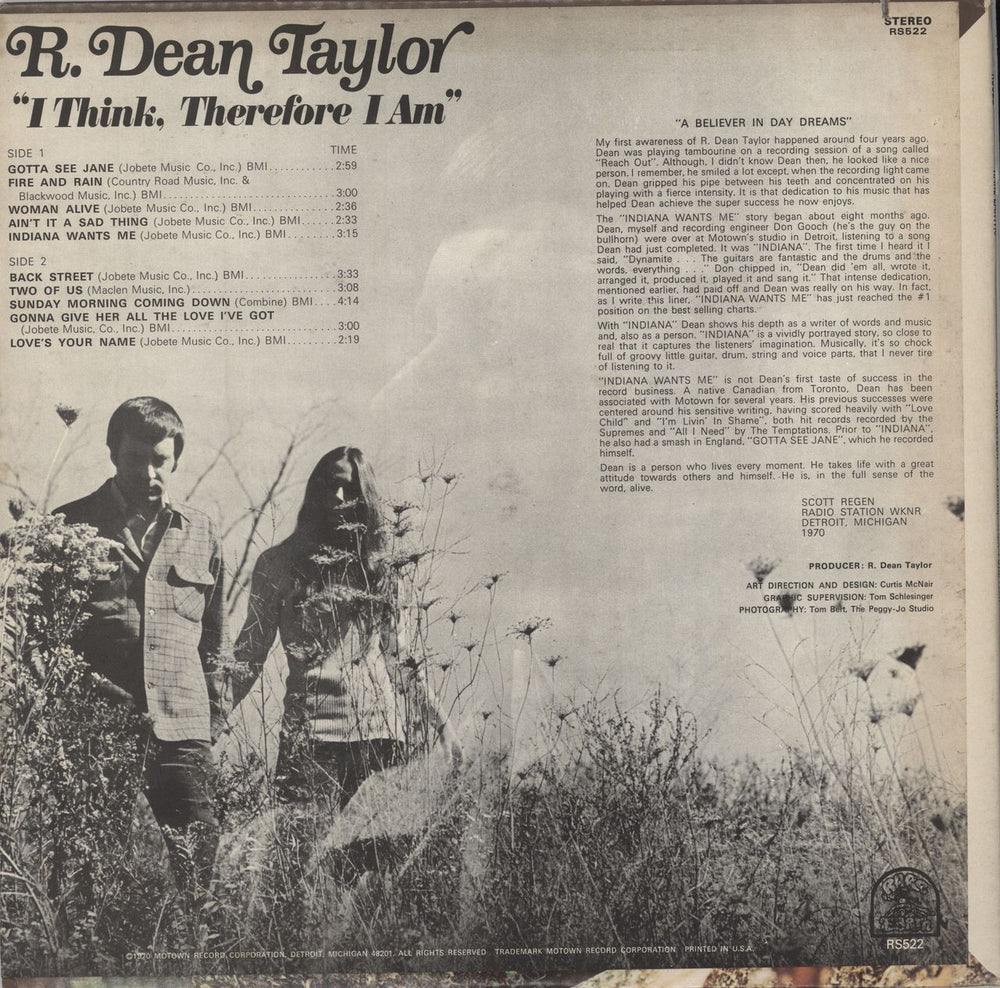 STEREO
RS522
R. Dean Taylor
"I Think, Therefore I Am"
SIDE 1 TIME
GOTTA SEE JANE (Jobete Music Co., Inc.) BMI............2:59
FIRE AND RAIN (Country Road Music, Inc. &
Blackwood Music, Inc.) BMI..............................3:00
WOMAN ALIVE (Jobete Music Co., Inc.) BMI..............2:36
AIN'T IT A SAD THING (Jobete Music Co., Inc.) BMI......2:33
INDIANA WANTS ME (Jobete Music Co., Inc.) BMI........3:15
SIDE 2
BACK STREET (Jobete Music Co., Inc.) BMI...............3:33
TWO OF US (Maclen Music, Inc.)..........................3:08
SUNDAY MORNING COMING DOWN (Combine) BMI....4:14
GONNA GIVE HER ALL THE LOVE I'VE GOT
(Jobete Music Co., Inc.) BMI.............................3:00
LOVE'S YOUR NAME (Jobete Music Co., Inc.) BMI.........2:19
"A BELIEVER IN DAY DREAMS"
My first awareness of R. Dean Taylor happened around four years ago.
Dean was playing tambourine on a recording session of a song called
"Reach Out". Although, I didn't know Dean then, he looked like a nice
person. I remember, he smiled a lot except, when the recording light came
on. Dean gripped his pipe between his teeth and concentrated on his
playing with a fierce intensity. It is that dedication to his music that has
helped Dean achieve the super success he now enjoys.
The "INDIANA WANTS ME" story began about eight months ago.
Dean, myself and recording engineer Don Gooch (he's the guy on the
bullhorn) were over at Motown's studio in Detroit, listening to a song
Dean had just completed. It was "INDIANA". The first time I heard it I
said, "Dynamite . . . The guitars are fantastic and the drums and the
words, everything . . ." Don chipped in, "Dean did 'em all, wrote it,
arranged it, produced it, played it and sang it." That intense dedication,
mentioned earlier, had paid off and Dean was really on his way. In fact,
as I write this liner, "INDIANA WANTS ME" has just reached the #1
position on the best selling charts.
With "INDIANA" Dean shows his depth as a writer of words and music
and, also as a person. "INDIANA" is a vividly portrayed story, so close to
real that it captures the listeners' imagination. Musically, it's so chock
full of groovy little guitar, drum, string and voice parts, that I never tire
of listening to it.
"INDIANA WANTS ME" is not Dean's first taste of success in the
record business. A native Canadian from Toronto, Dean has been
associated with Motown for several years. His previous successes were
centered around his sensitive writing, having scored heavily with "Love
Child" and "I'm Livin' In Shame", both hit records recorded by the
Supremes and "All I Need" by The Temptations. Prior to "INDIANA",
he also had a smash in England, "GOTTA SEE JANE", which he recorded
himself.
Dean is a person who lives every moment. He takes life with a great
attitude towards others and himself. He is, in the full sense of the
word, alive.
SCOTT REGEN
RADIO STATION WKNR
DETROIT, MICHIGAN
1970
PRODUCER: R. Dean Taylor
ART DIRECTION AND DESIGN: Curtis McNair
GRAPHIC SUPERVISION: Tom Schlesinger
PHOTOGRAPHY: Tom Bert, The Peggy-Jo Studio
RS522
©1970 MOTOWN RECORD CORPORATION, DETROIT, MICHIGAN 48201, ALL RIGHTS RESERVED TRADEMARK MOTOWN RECORD CORPORATION PRINTED IN U.S.A.